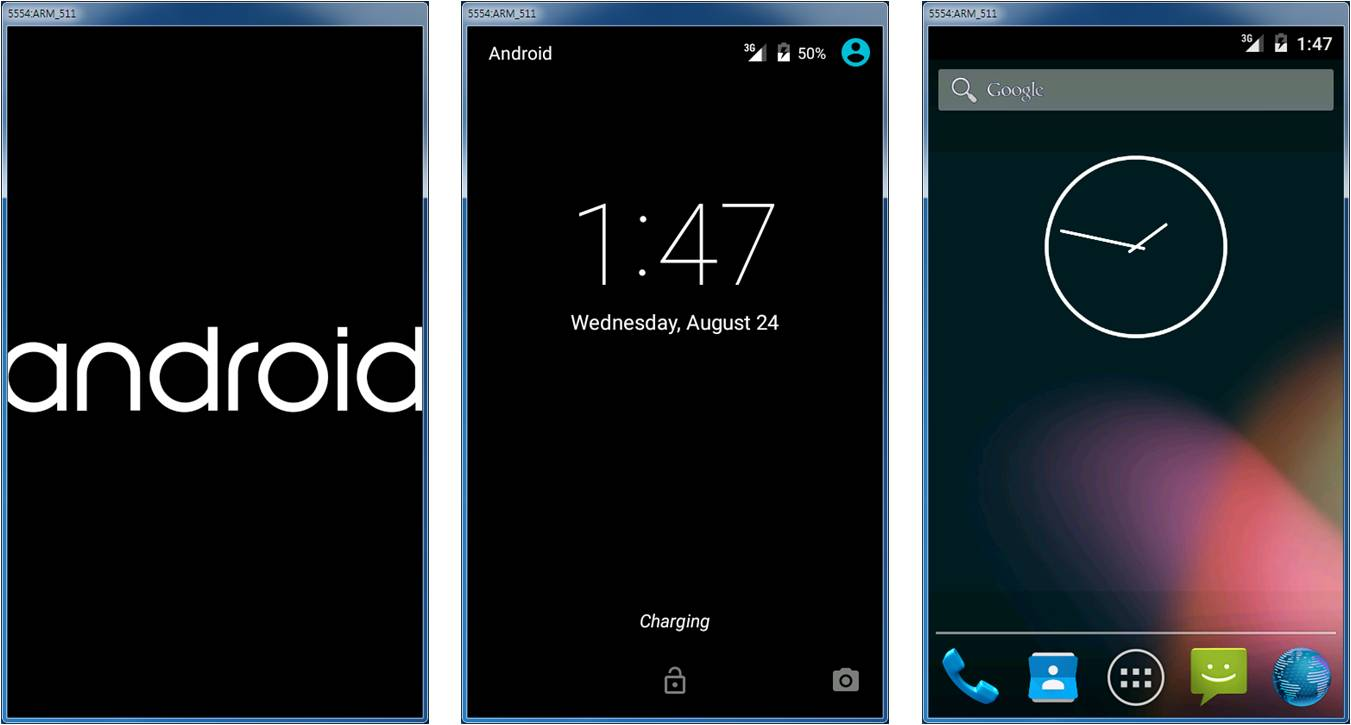 5554:ARM_511
android
5554:ARM_511
Android
3G
50%
1:47
Wednesday, August 24
Charging
5554:ARM_511
3G
1:47
Google